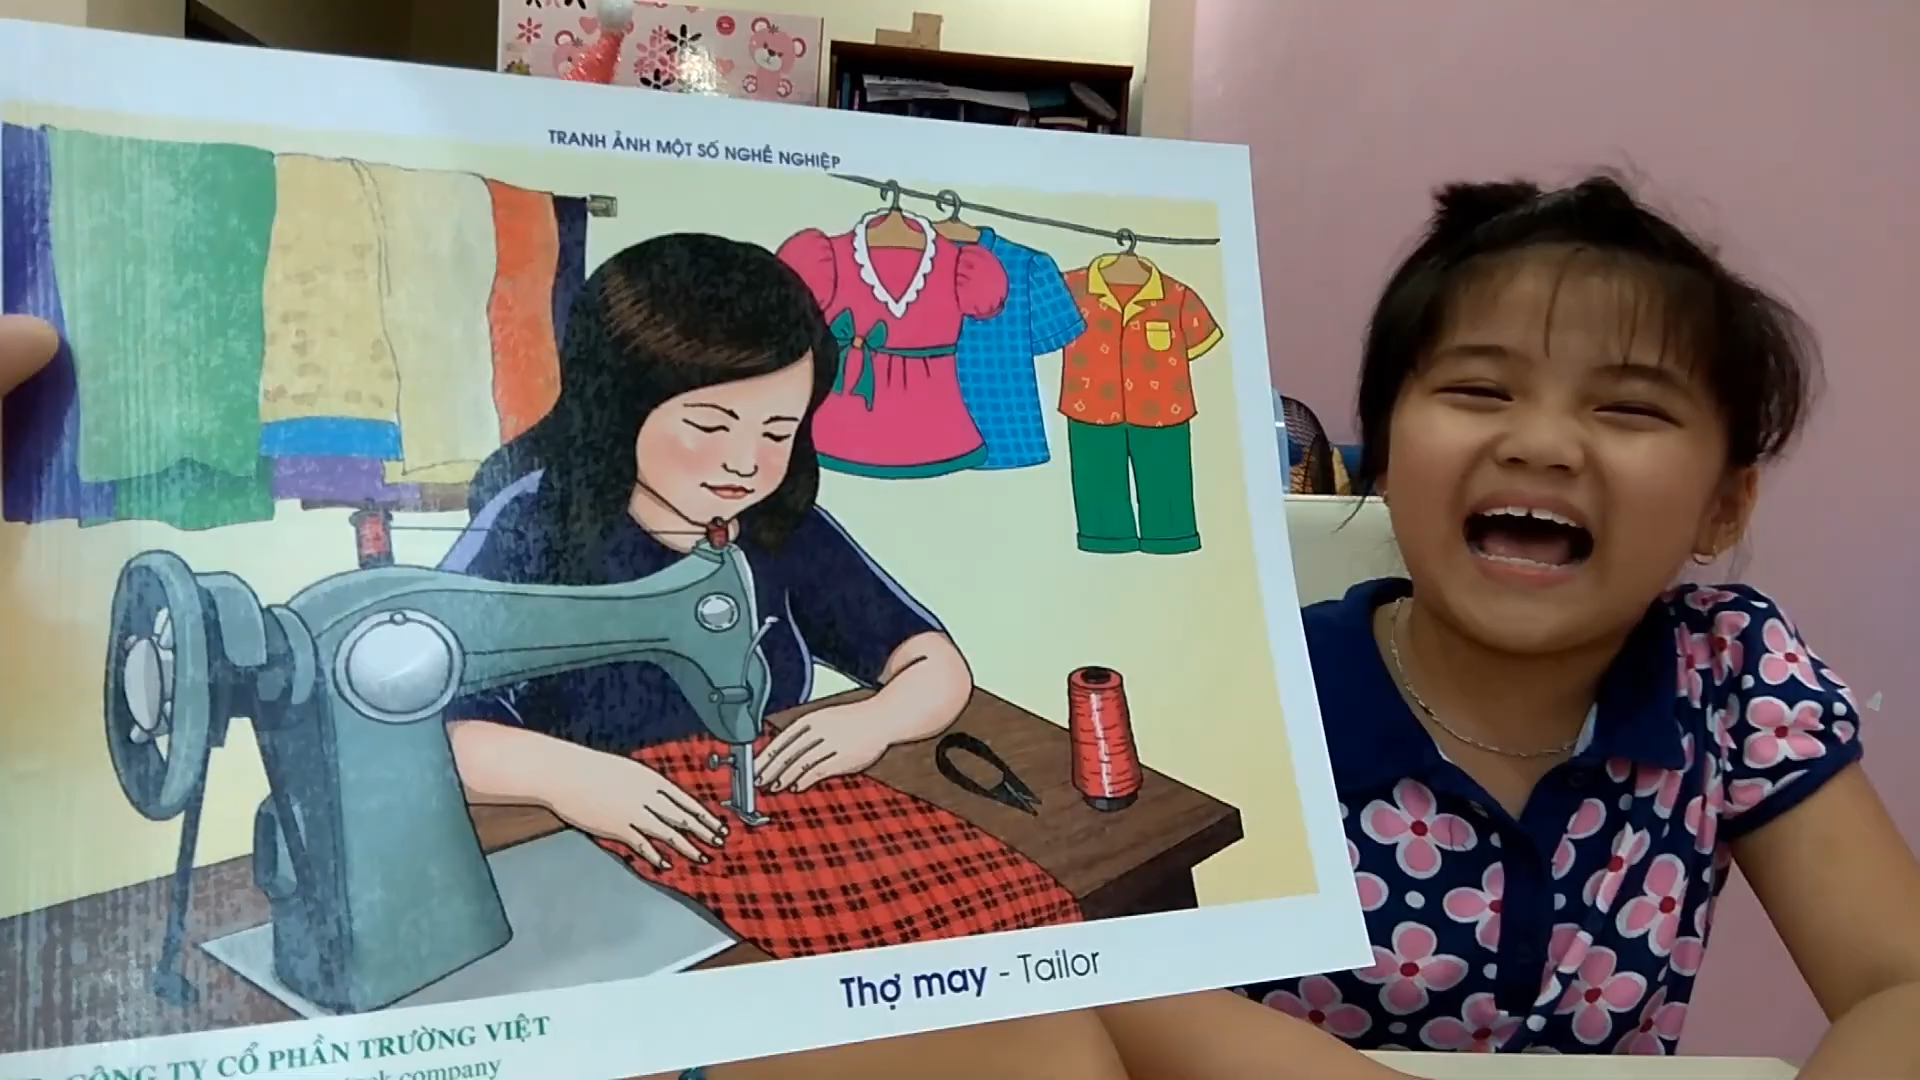 TRANH ẢNH MỘT SỐ NGHỀ NGHIỆP
Thợ may - Tailor
CÔNG TY CỔ PHẦN TRƯỜNG VIỆT
company